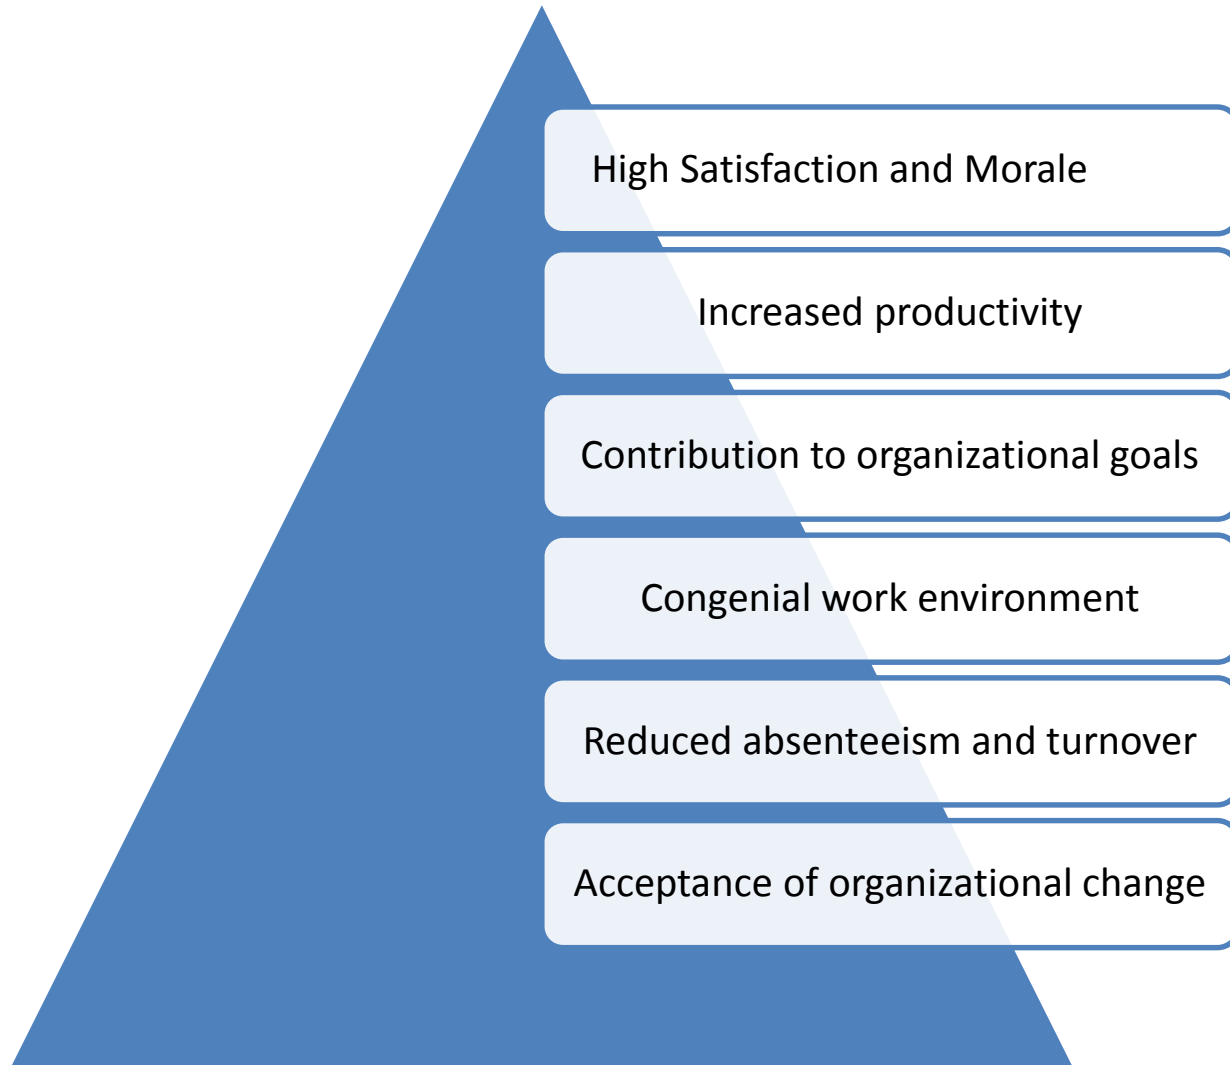 High Satisfaction and Morale
Increased productivity
Contribution to organizational goals
Congenial work environment
Reduced absenteeism and turnover
Acceptance of organizational change